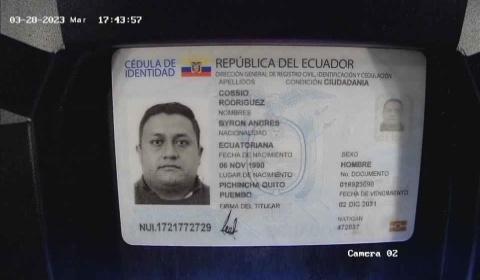 03-28-2023 Mar 17:43:57
CÉDULA DE IDENTIDAD
REPÚBLICA DEL ECUADOR
DIRECCIÓN GENERAL DE REGISTRO CIVIL, IDENTIFICACIÓN Y CEDULACIÓN
APELLIDOS CONDICIÓN CIUDADANIA
COSSIO
RODRIGUEZ
NOMBRES
BYRON ANDRES
NACIONALIDAD
ECUATORIANA
FECHA DE NACIMIENTO SEXO
06 NOV 1990 HOMBRE
LUGAR DE NACIMIENTO No. DOCUMENTO
PICHINCHA QUITO
PUEMBO FECHA DE VENCIMIENTO
FIRMA DEL TITULAR 02 DIC 2031
NAT/CAN
NUI.1721772729
Camera 02